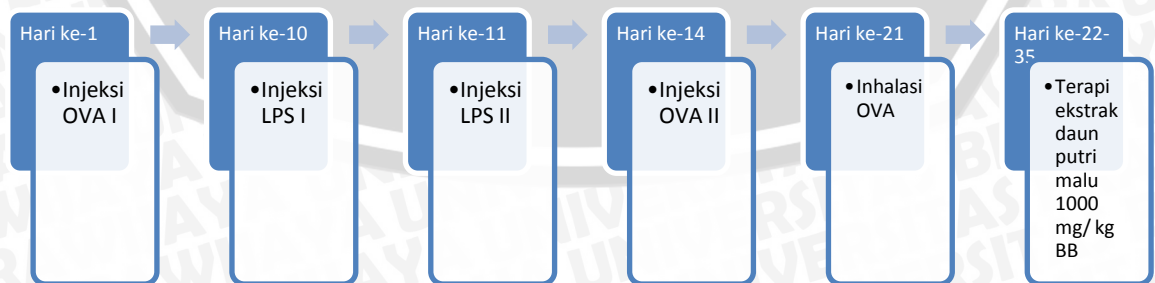 Hari ke-1
•Injeksi
OVA I
Hari ke-10
•Injeksi
LPS I
Hari ke-11
•Injeksi
LPS II
Hari ke-14
•Injeksi
OVA II
Hari ke-21
•Inhalasi
OVA
Hari ke-22-
35
•Terapi
ekstrak
daun
putri
malu
1000
mg/ kg
BB